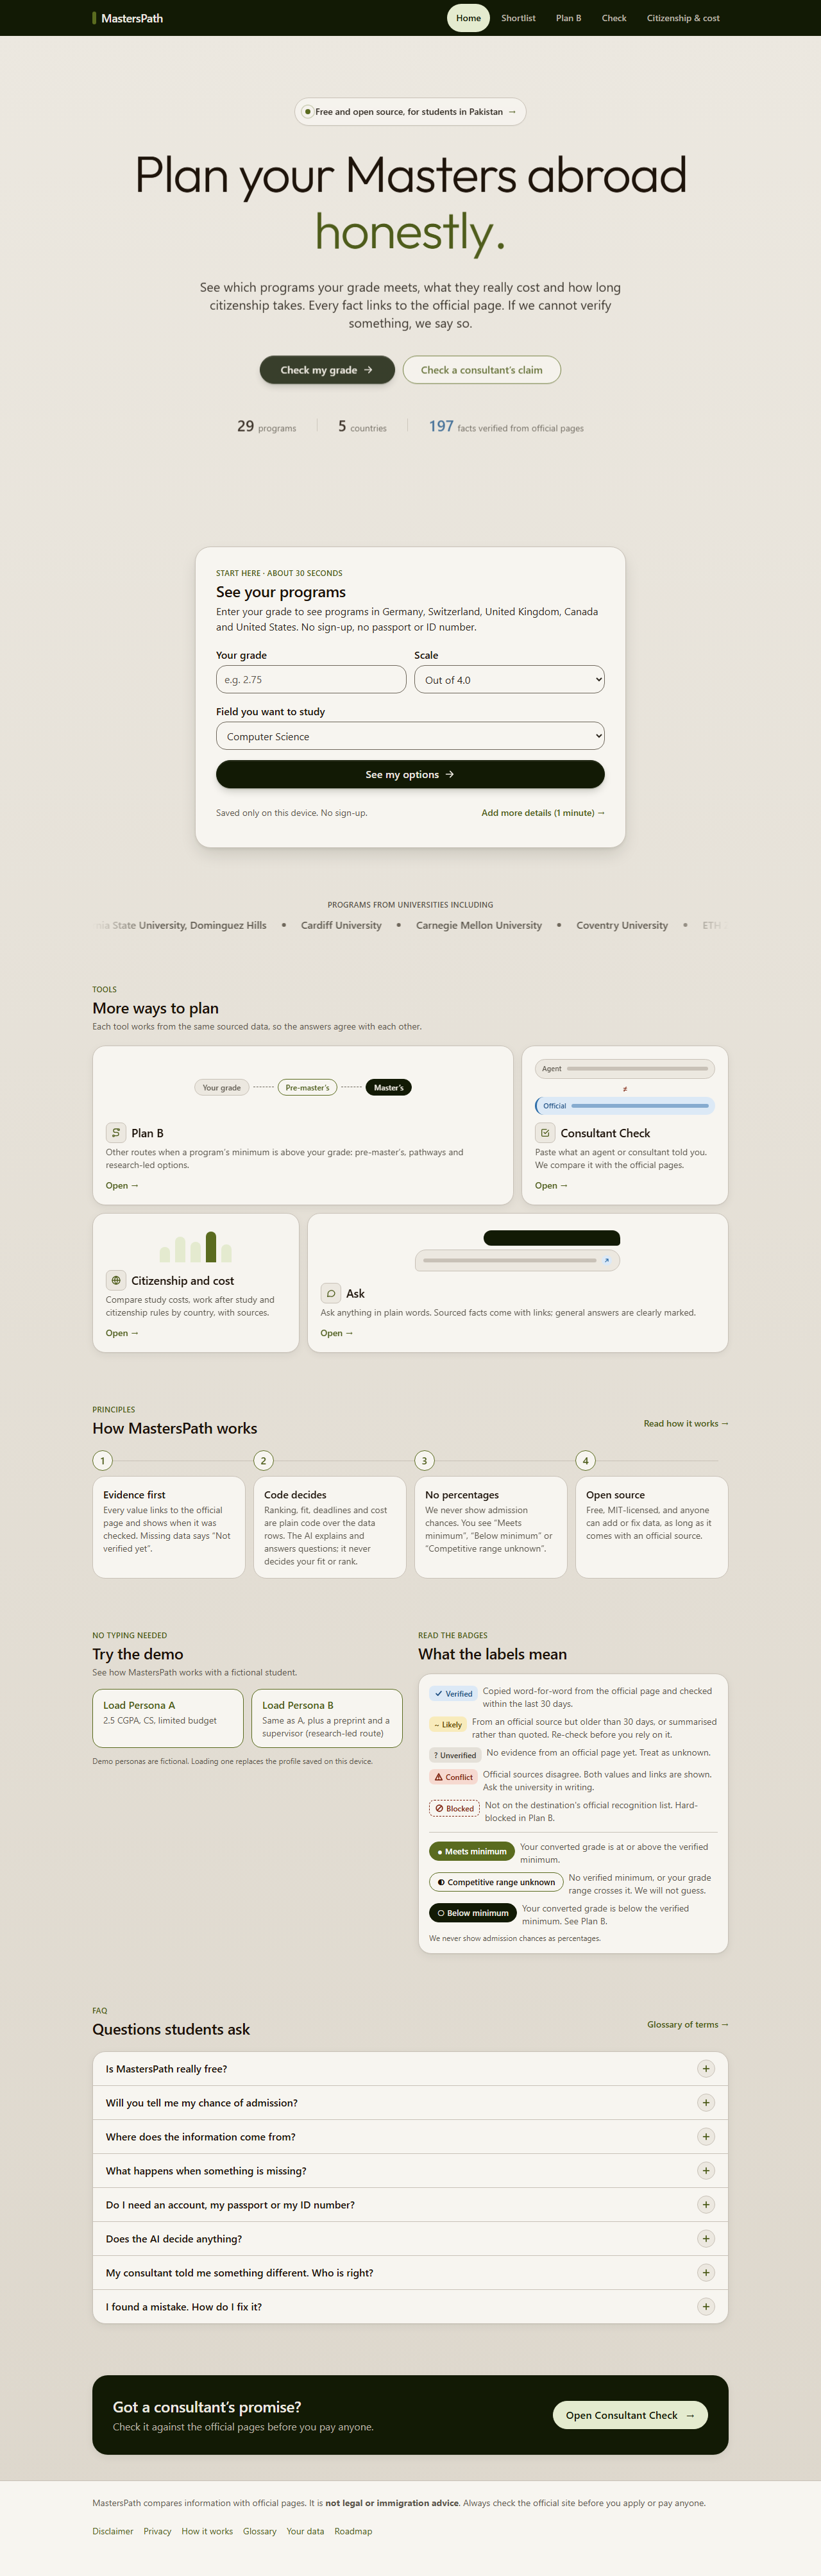 MastersPath
Home
Shortlist
Plan B
Check
Citizenship & cost
Free and open source, for students in Pakistan →
Plan your Masters abroad
honestly.
See which programs your grade meets, what they really cost and how long
citizenship takes. Every fact links to the official page. If we cannot verify
something, we say so.
Check my grade →
Check a consultant's claim
29 programs
5 countries
197 facts verified from official pages
START HERE · ABOUT 30 SECONDS
See your programs
Enter your grade to see programs in Germany, Switzerland, United Kingdom, Canada
and United States. No sign-up, no passport or ID number.
Your grade
Scale
e.g. 2.75
Out of 4.0
Field you want to study
Computer Science
See my options →
Saved only on this device. No sign-up.
Add more details (1 minute) →
PROGRAMS FROM UNIVERSITIES INCLUDING
State University, Dominguez Hills • Cardiff University • Carnegie Mellon University • Coventry University • ETH
TOOLS
More ways to plan
Each tool works from the same sourced data, so the answers agree with each other.
Your grade
Pre-master's
Master's
Plan B
Other routes when a program's minimum is above your grade: pre-master's, pathways and
research-led options.
Open →
Agent
≠
Official
Consultant Check
Paste what an agent or consultant told you.
We compare it with the official pages.
Open →
Citizenship and cost
Compare study costs, work after study and
citizenship rules by country, with sources.
Open →
Ask
Ask anything in plain words. Sourced facts come with links; general answers are clearly marked.
Open →
PRINCIPLES
How MastersPath works
Read how it works →
1
Evidence first
Every value links to the official
page and shows when it was
checked. Missing data says "Not
verified yet".
2
Code decides
Ranking, fit, deadlines and cost
are plain code over the data
rows. The AI explains and
answers questions; it never
decides your fit or rank.
3
No percentages
We never show admission
chances. You see "Meets
minimum", "Below minimum" or
"Competitive range unknown".
4
Open source
Free, MIT-licensed, and anyone
can add or fix data, as long as it
comes with an official source.
NO TYPING NEEDED
Try the demo
See how MastersPath works with a fictional student.
Load Persona A
2.5 CGPA, CS, limited budget
Load Persona B
Same as A, plus a preprint and a
supervisor (research-led route)
Demo personas are fictional. Loading one replaces the profile saved on this device.
READ THE BADGES
What the labels mean
✓ Verified
Copied word-for-word from the official page and checked
within the last 30 days.
~ Likely
From an official source but older than 30 days, or summarised
rather than quoted. Re-check before you rely on it.
? Unverified
No evidence from an official page yet. Treat as unknown.
Conflict
Official sources disagree. Both values and links are shown.
Ask the university in writing.
Blocked
Not on the destination's official recognition list. Hard-
blocked in Plan B.
Meets minimum
Your converted grade is at or above the verified
minimum.
Competitive range unknown
No verified minimum, or your grade
range crosses it. We will not guess.
Below minimum
Your converted grade is below the verified
minimum. See Plan B.
We never show admission chances as percentages.
FAQ
Questions students ask
Glossary of terms →
Is MastersPath really free?
Will you tell me my chance of admission?
Where does the information come from?
What happens when something is missing?
Do I need an account, my passport or my ID number?
Does the AI decide anything?
My consultant told me something different. Who is right?
I found a mistake. How do I fix it?
Got a consultant's promise?
Check it against the official pages before you pay anyone.
Open Consultant Check →
MastersPath compares information with official pages. It is not legal or immigration advice. Always check the official site before you apply or pay anyone.
Disclaimer
Privacy
How it works
Glossary
Your data
Roadmap